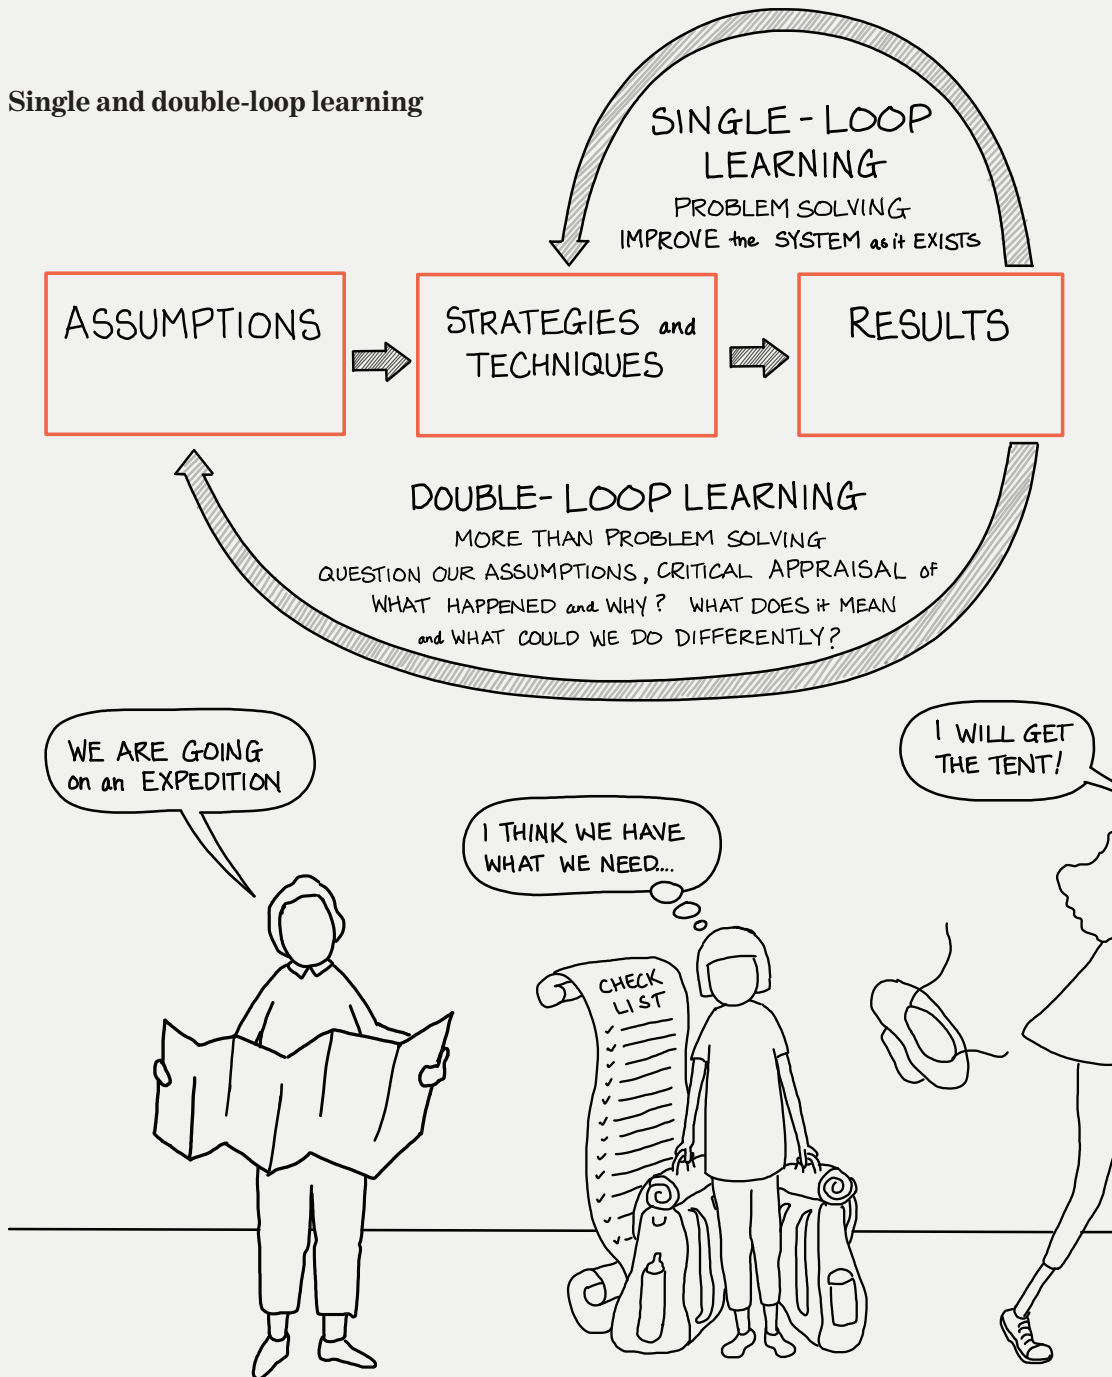 Single and double-loop learning
SINGLE-LOOP
LEARNING
PROBLEM SOLVING
IMPROVE the SYSTEM as it EXISTS
ASSUMPTIONS
STRATEGIES and
TECHNIQUES
RESULTS
DOUBLE-LOOP LEARNING
MORE THAN PROBLEM SOLVING
QUESTION OUR ASSUMPTIONS, CRITICAL APPRAISAL of
WHAT HAPPENED and WHY? WHAT DOES it MEAN
and WHAT COULD WE DO DIFFERENTLY?
WE ARE GOING
on an EXPEDITION
I THINK WE HAVE
WHAT WE NEED....
I WILL GET
THE TENT!
CHECK
LIST